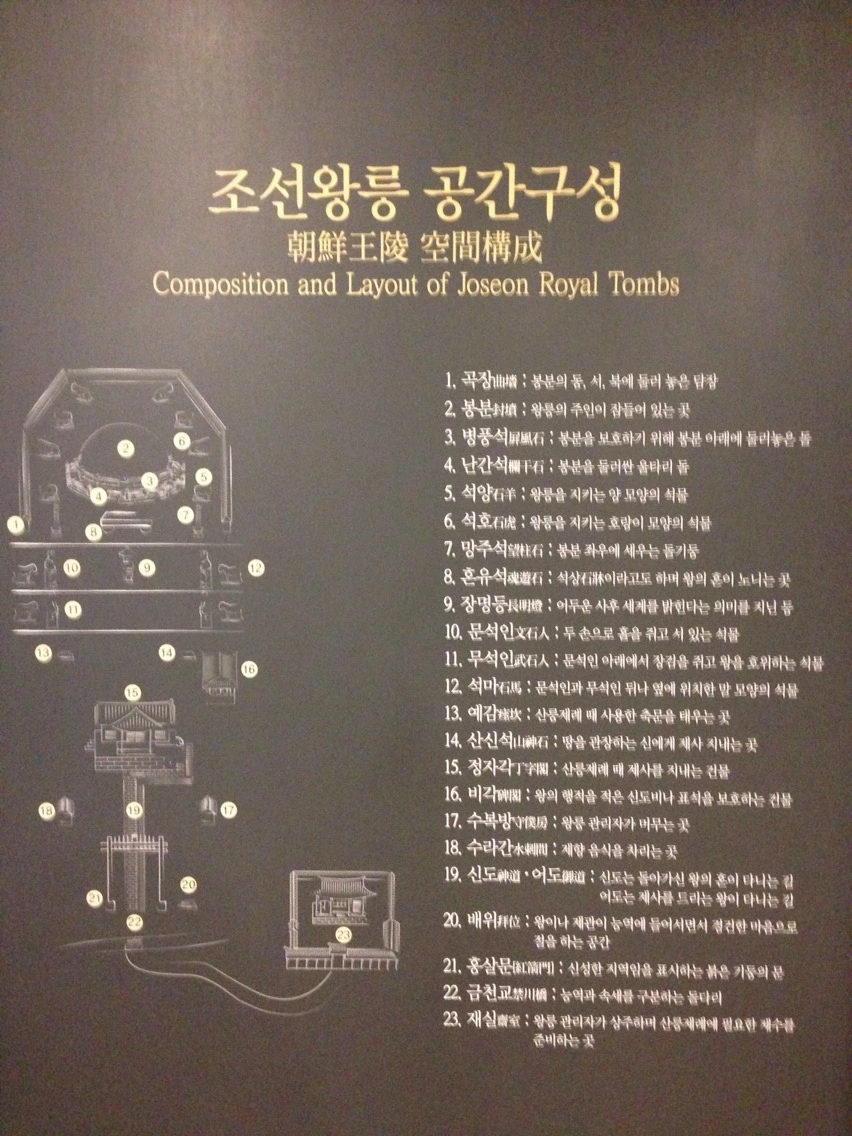 조선왕릉 공간구성
朝鮮王陵 空間構成
Composition and Layout of Joseon Royal Tombs
1. 곡장曲墻 : 봉분의 동, 서, 북에 둘러 놓은 담장
2. 봉분封墳 : 왕릉의 주인이 잠들어 있는 곳
3. 병풍석屛風石 : 봉분을 보호하기 위해 봉분 아래에 둘러놓은 돌
4. 난간석欄干石 : 봉분을 둘러싼 울타리 돌
5. 석양石羊 : 왕릉을 지키는 양 모양의 석물
6. 석호石虎 : 왕릉을 지키는 호랑이 모양의 석물
7. 망주석望柱石 : 봉분 좌우에 세우는 돌기둥
8. 혼유석魂遊石 : 석상石牀이라고도 하며 왕의 혼이 노니는 곳
9. 장명등長明燈 : 어두운 사후 세계를 밝힌다는 의미를 지닌 등
10. 문석인文石人 : 두 손으로 홀을 쥐고 서 있는 석물
11. 무석인武石人 : 문석인 아래에서 장검을 쥐고 왕을 호위하는 석물
12. 석마石馬 : 문석인과 무석인 뒤나 옆에 위치한 말 모양의 석물
13. 예감瘞坎 : 산릉제례 때 사용한 축문을 태우는 곳
14. 산신석山神石 : 땅을 관장하는 신에게 제사 지내는 곳
15. 정자각丁字閣 : 산릉제례 때 제사를 지내는 건물
16. 비각碑閣 : 왕의 행적을 적은 신도비나 표석을 보호하는 건물
17. 수복방守僕房 : 왕릉 관리자가 머무는 곳
18. 수라간水剌間 : 제향 음식을 차리는 곳
19. 신도神道 · 어도御道 : 신도는 돌아가신 왕의 혼이 다니는 길
어도는 제사를 드리는 왕이 다니는 길
20. 배위拜位 : 왕이나 제관이 능역에 들어서면서 경건한 마음으로
절을 하는 공간
21. 홍살문[紅箭門] : 신성한 지역임을 표시하는 붉은 기둥의 문
22. 금천교禁川橋 : 능역과 속세를 구분하는 돌다리
23. 재실齋室 : 왕릉 관리자가 상주하며 산릉제례에 필요한 제수를
준비하는 곳
2
6
3
5
4
7
1
8
10
9
12
11
13
14
16
15
18
19
17
20
21
22
23